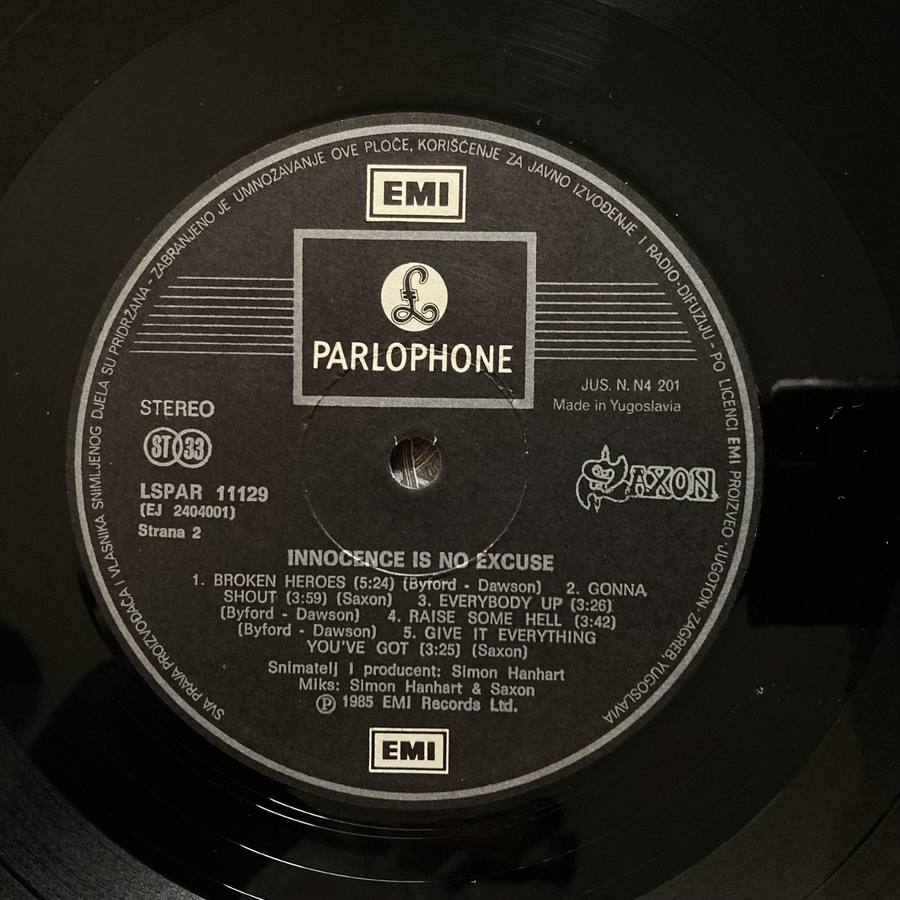 SVA PRAVA PROIZVOĐAČA I VLASNIKA SNIMLJENOG DJELA SU PRIDRŽANA - ZABRANJENO JE UMNOŽAVANJE OVE PLOČE, KORIŠĆENJE ZA JAVNO IZVOĐENJE I RADIO-DIFUZIJU - PO LICENCI EMI PROIZVEO JUGOTON-ZAGREB YUGOSLAVIA
EMI
£
PARLOPHONE
JUS. N. N4 201
Made in Yugoslavia
STEREO
ST 33
SAXON
LSPAR 11129
(EJ 2404001)
Strana 2
INNOCENCE IS NO EXCUSE
1. BROKEN HEROES (5:24) (Byford - Dawson) 2. GONNA
SHOUT (3:59) (Saxon) 3. EVERYBODY UP (3:26)
(Byford - Dawson) 4. RAISE SOME HELL (3:42)
(Byford - Dawson) 5. GIVE IT EVERYTHING
YOU'VE GOT (3:25) (Saxon)
Snimatelj I producent: Simon Hanhart
Miks: Simon Hanhart & Saxon
Ⓟ 1985 EMI Records Ltd.
EMI